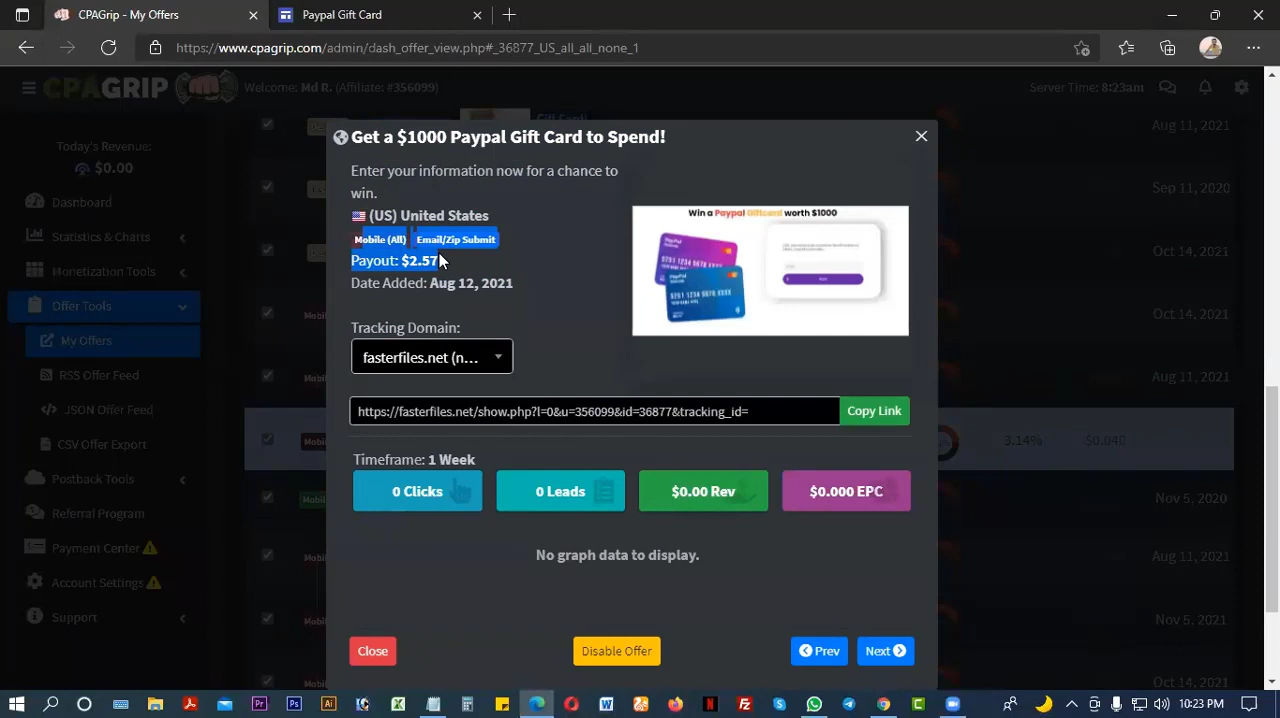 CPAGrip - My Offers
Paypal Gift Card
https://www.cpagrip.com/admin/dash_offer_view.php#_36877_US_all_all_none_1
CPAGRIP
Welcome: Md R. (Affiliate: #356099)
Server Time: 8:23am
Today's Revenue:
$0.00
Dashboard
Statistics & Charts
Monetization Tools
Offer Tools
My Offers
RSS Offer Feed
JSON Offer Feed
CSV Offer Export
Postback Tools
Referral Program
Payment Center
Account Settings
Support
Get a $1000 Paypal Gift Card to Spend!
Enter your information now for a chance to
win.
(US) United States
Mobile (All) Email/Zip Submit
Payout: $2.57
Date Added: Aug 12, 2021
Win a Paypal Giftcard worth $1000
Tracking Domain:
fasterfiles.net (n...
https://fasterfiles.net/show.php?l=0&u=356099&id=36877&tracking_id=
Copy Link
Timeframe: 1 Week
0 Clicks
0 Leads
$0.00 Rev
$0.000 EPC
No graph data to display.
Close
Disable Offer
Prev
Next
Aug 11, 2021
Sep 11, 2020
Oct 14, 2021
Oct 14, 2021
Aug 11, 2021
3.14%
$0.040
Nov 5, 2020
Aug 11, 2021
Nov 5, 2021
Oct 14, 2021
10:23 PM